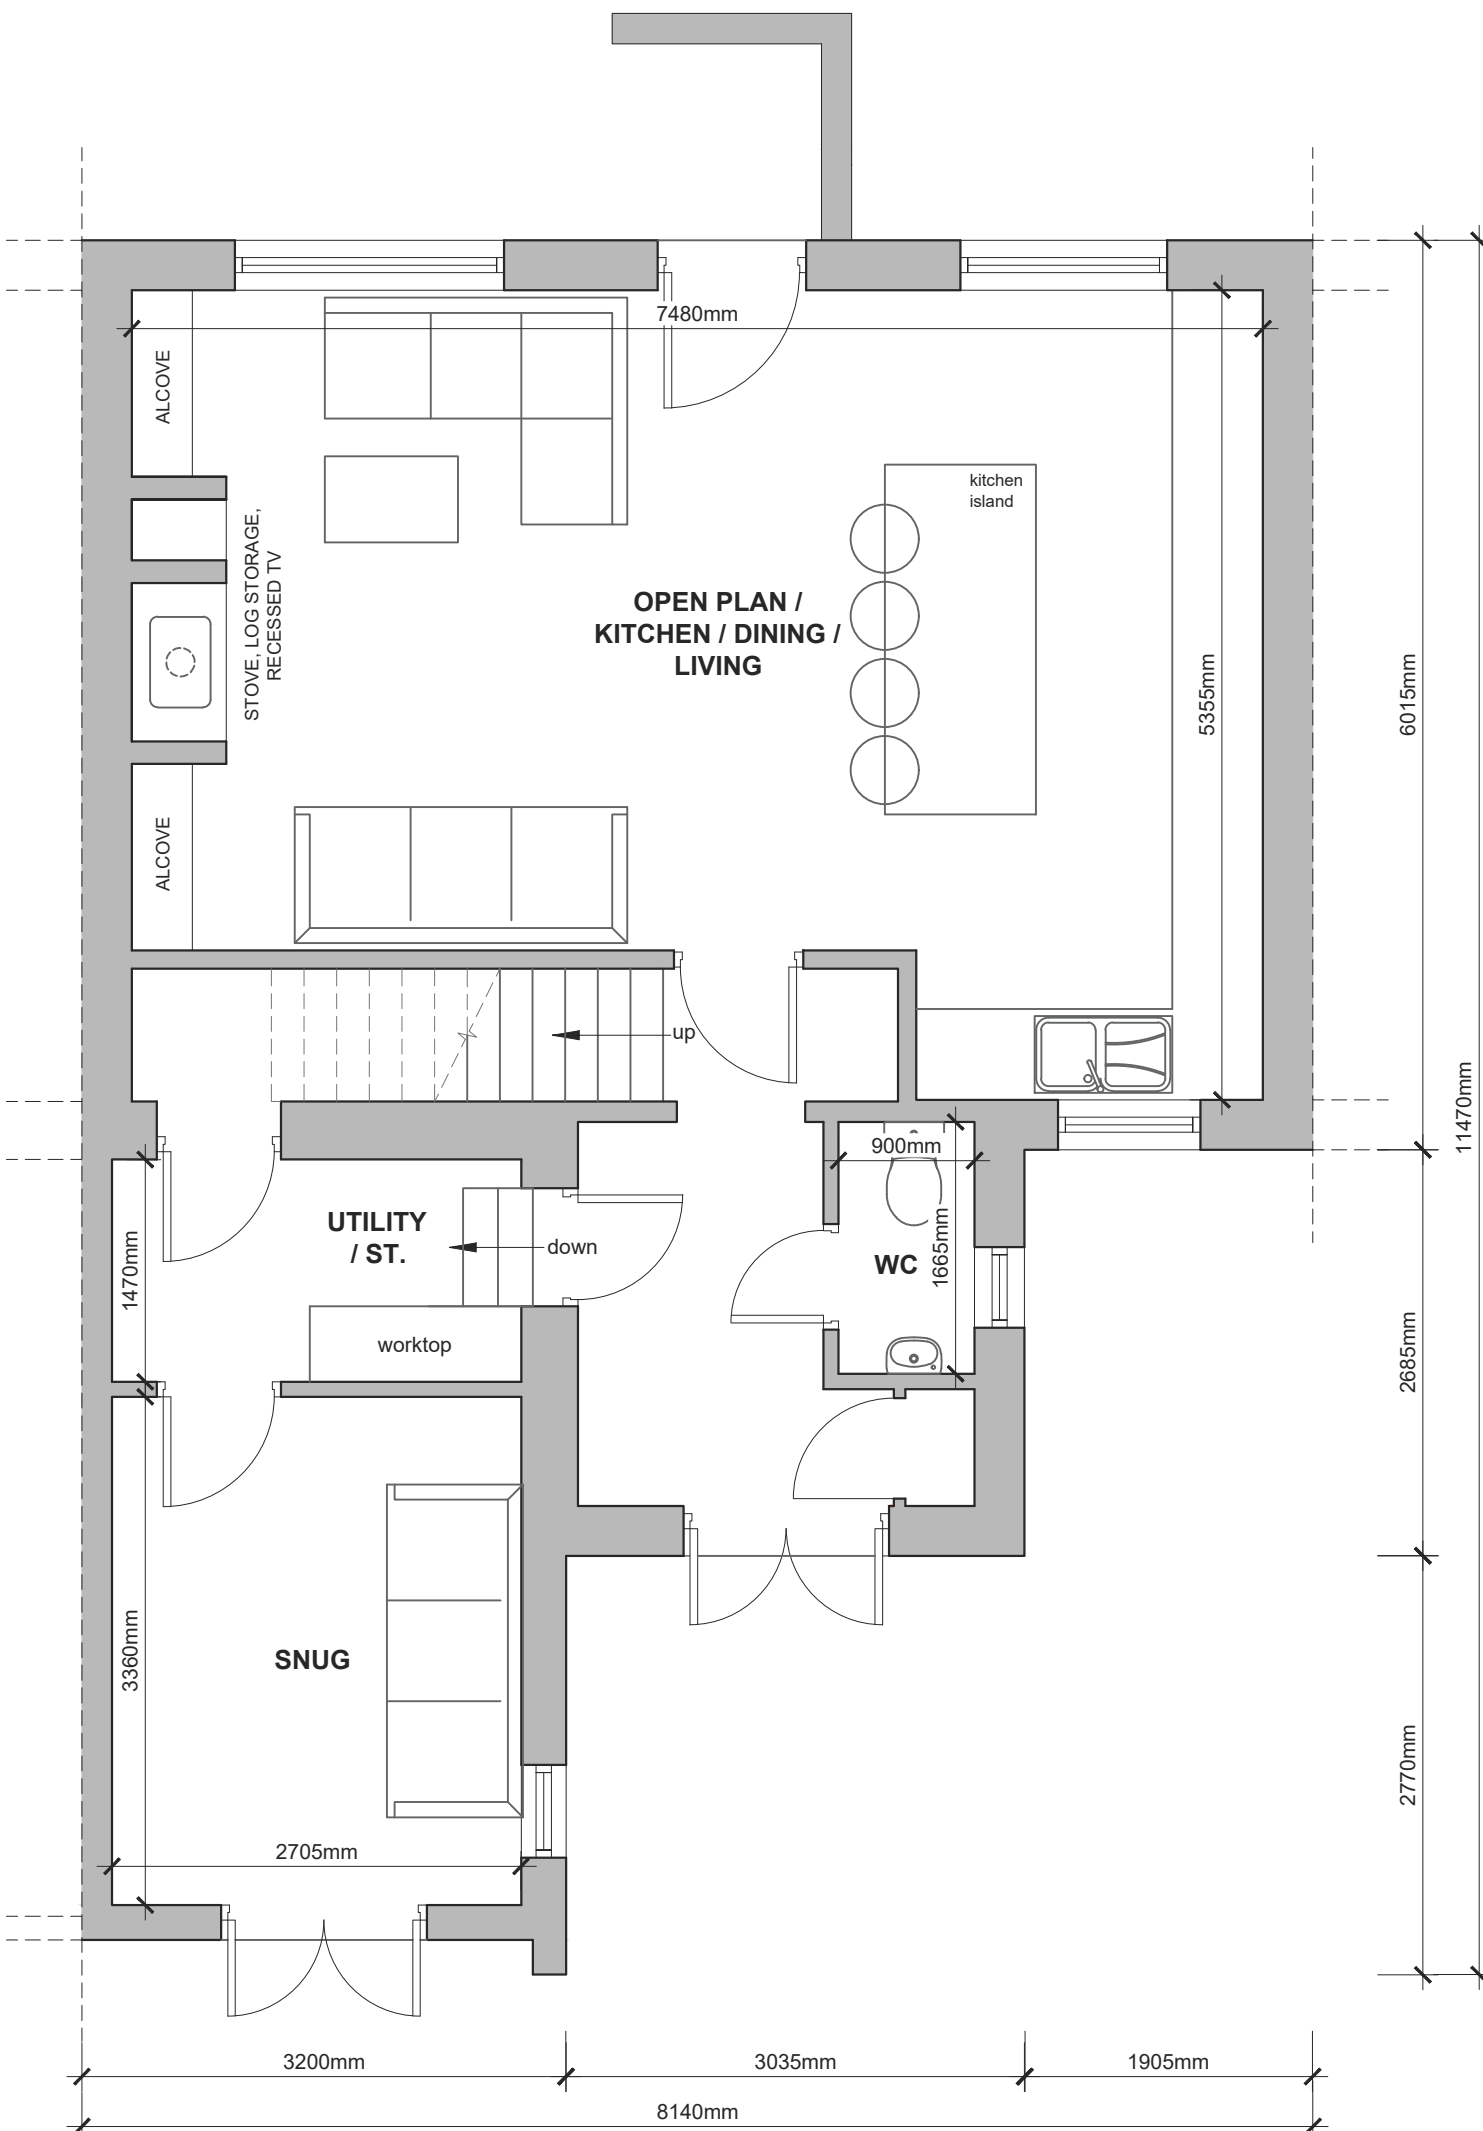 7480mm
ALCOVE
kitchen
island
STOVE, LOG STORAGE,
RECESSED TV
OPEN PLAN /
KITCHEN / DINING /
LIVING
5355mm
6015mm
ALCOVE
up
11470mm
900mm
UTILITY
/ ST.
down
WC
1665mm
1470mm
worktop
2685mm
SNUG
3360mm
2770mm
2705mm
3200mm
3035mm
1905mm
8140mm